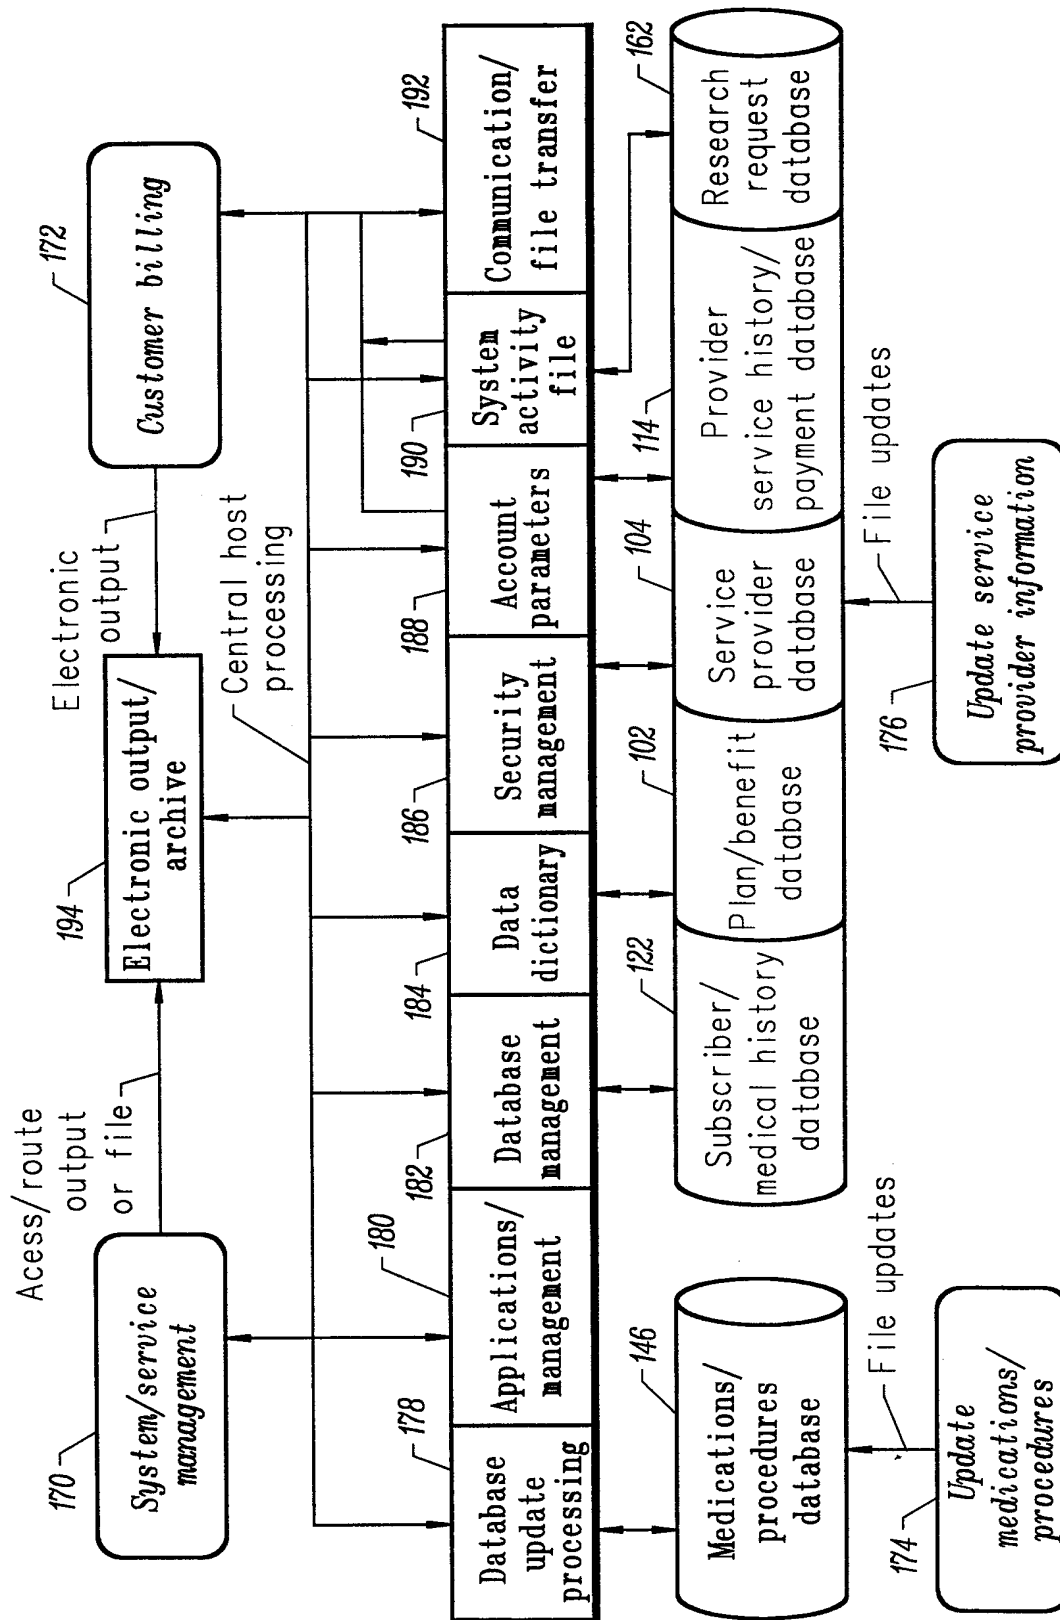 170
System/service
management
Acess/route
output
or file
194
Electronic output/
archive
Electronic
output
172
Customer billing
Central host
processing
178
Database
update
processing
180
Applications/
management
182
Database
management
184
Data
dictionary
186
Security
management
188
Account
parameters
190
System
activity
file
192
Communication/
file transfer
146
Medications/
procedures
database
122
Subscriber/
medical history
database
102
Plan/benefit
database
104
Service
provider
database
114
Provider
service history/
payment database
162
Research
request
database
File updates
174
Update
medications/
procedures
File updates
176
Update service
provider information